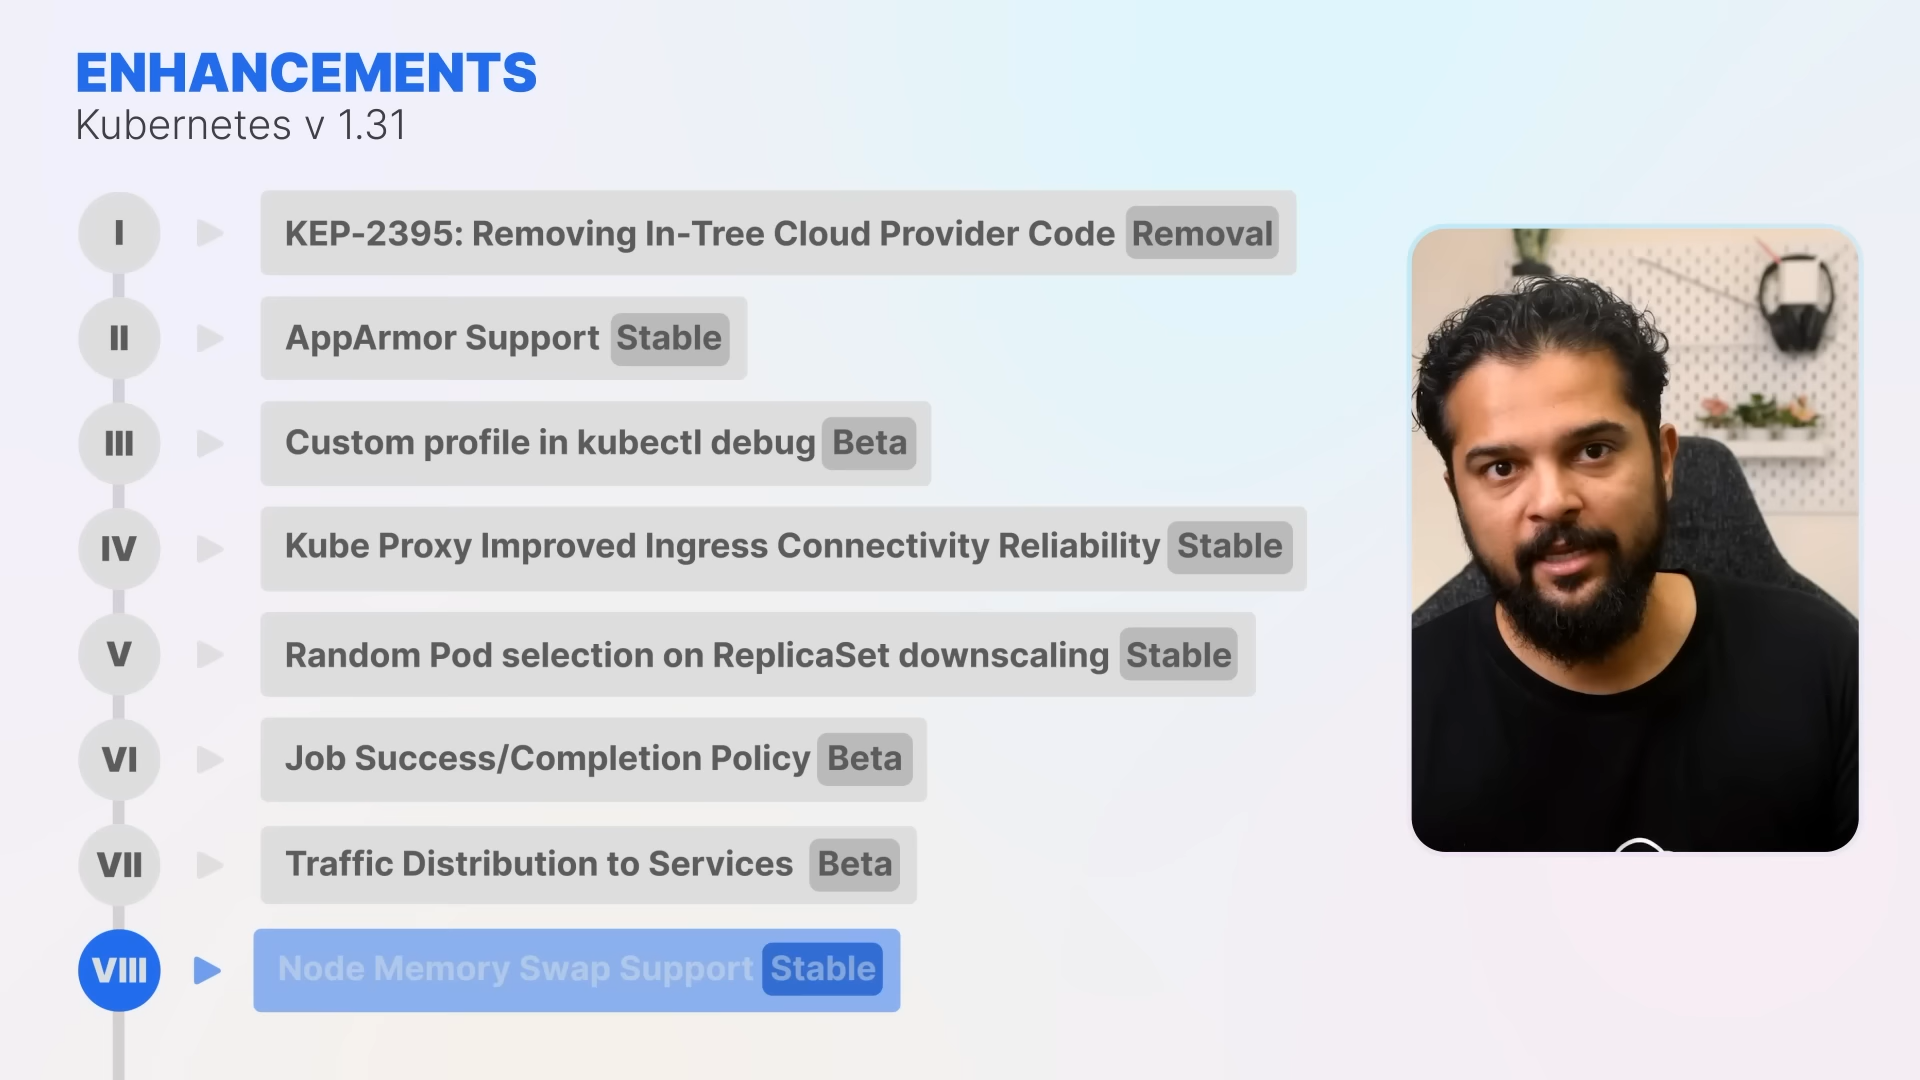 ENHANCEMENTS
Kubernetes v 1.31
I KEP-2395: Removing In-Tree Cloud Provider Code Removal
II AppArmor Support Stable
III Custom profile in kubectl debug Beta
IV Kube Proxy Improved Ingress Connectivity Reliability Stable
V Random Pod selection on ReplicaSet downscaling Stable
VI Job Success/Completion Policy Beta
VII Traffic Distribution to Services Beta
VIII Node Memory Swap Support Stable